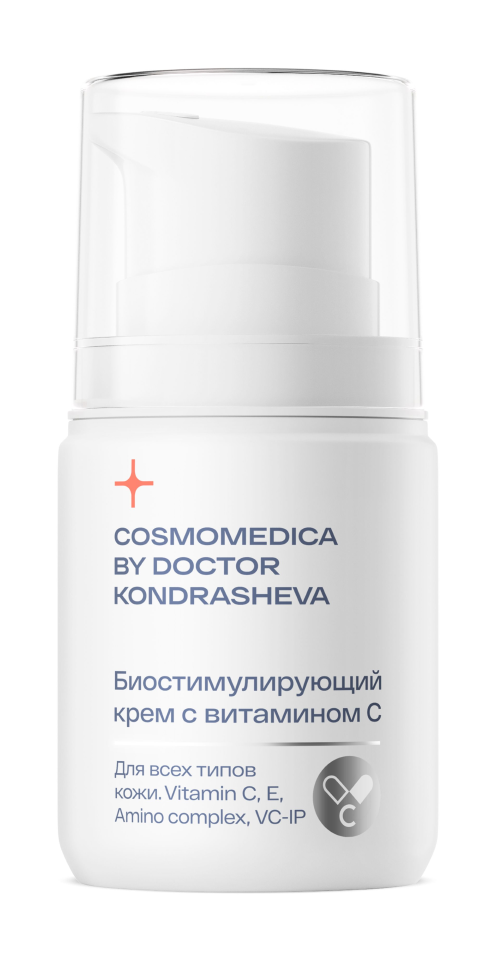 COSMOMEDICA
BY DOCTOR
KONDRASHEVA
Биостимулирующий
крем с витамином С
Для всех типов
кожи. Vitamin C, E,
Amino complex, VC-IP
C